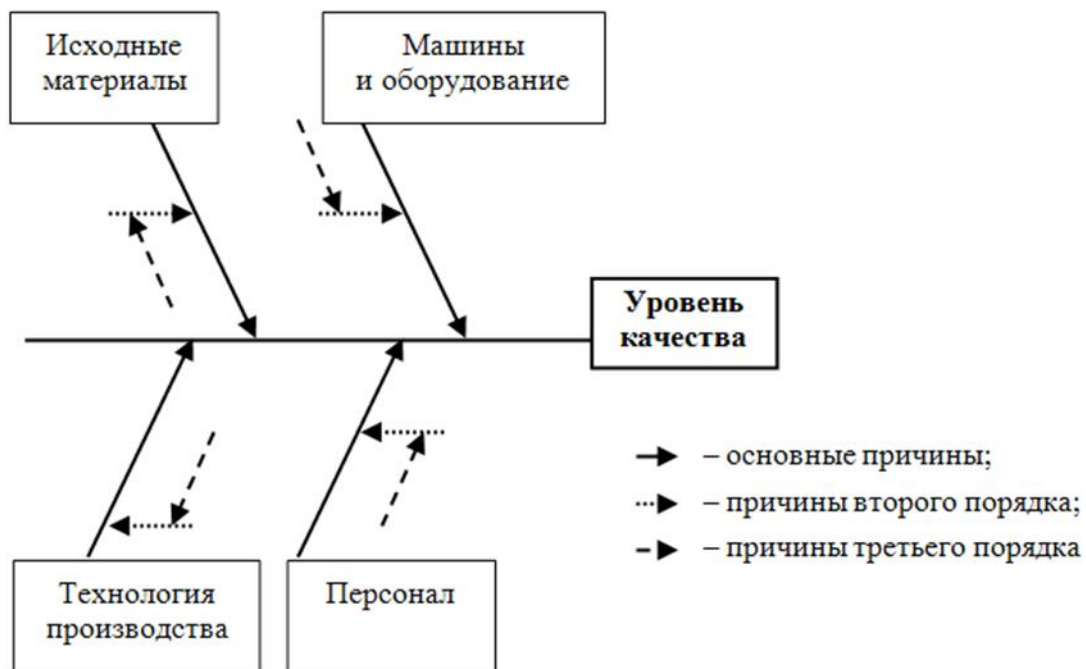 Исходные
материалы
Машины
и оборудование
Уровень
качества
– основные причины;
– причины второго порядка;
– причины третьего порядка
Технология
производства
Персонал